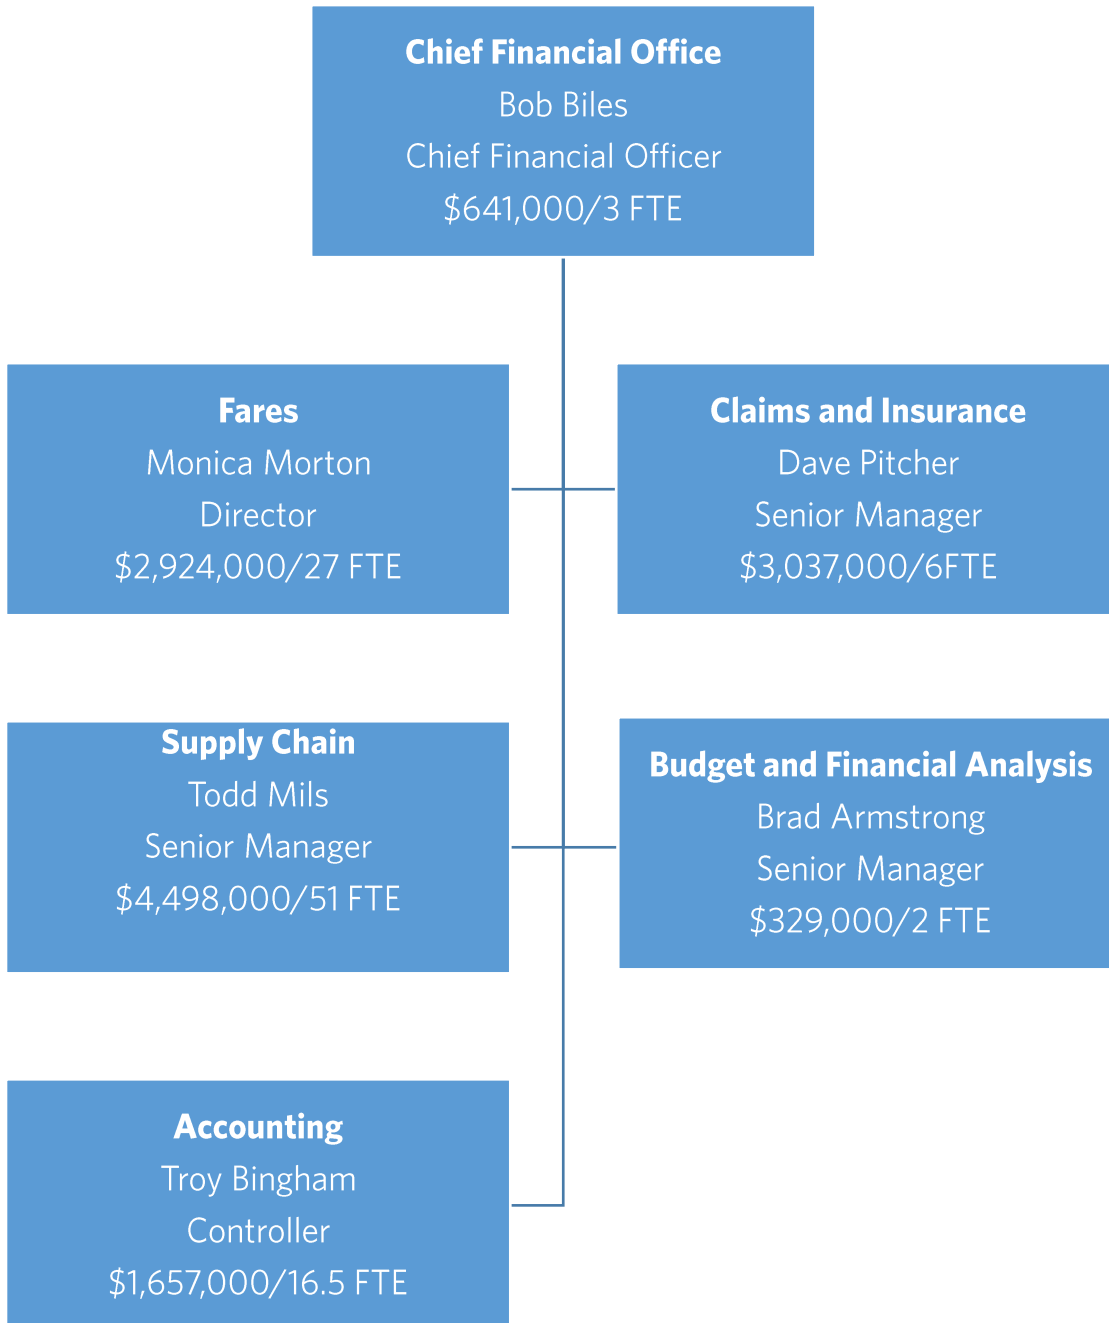 Chief Financial Office
Bob Biles
Chief Financial Officer
$641,000/3 FTE
Fares
Monica Morton
Director
$2,924,000/27 FTE
Claims and Insurance
Dave Pitcher
Senior Manager
$3,037,000/6FTE
Supply Chain
Todd Mils
Senior Manager
$4,498,000/51 FTE
Budget and Financial Analysis
Brad Armstrong
Senior Manager
$329,000/2 FTE
Accounting
Troy Bingham
Controller
$1,657,000/16.5 FTE